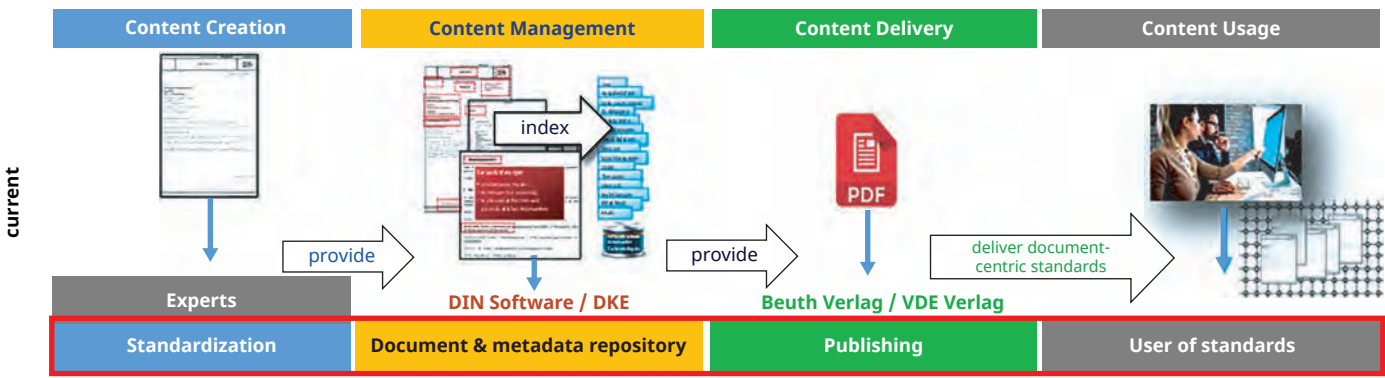 Content Creation
Content Management
Content Delivery
Content Usage
current
index
PDF
provide
provide
deliver document-
centric standards
Experts
DIN Software / DKE
Beuth Verlag / VDE Verlag
Standardization
Document & metadata repository
Publishing
User of standards